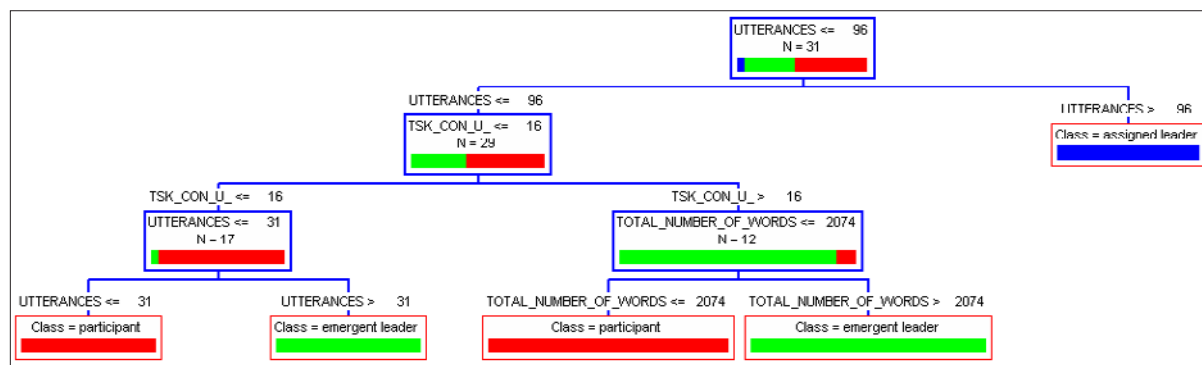 UTTERANCES <= 96
N = 31
UTTERANCES <= 96
UTTERANCES > 96
TSK_CON_U_ <= 16
N = 29
Class = assigned leader
TSK_CON_U_ <= 16
TSK_CON_U_ > 16
UTTERANCES <= 31
N – 17
TOTAL_NUMBER_OF_WORDS <= 2074
N – 12
UTTERANCES <= 31
UTTERANCES > 31
TOTAL_NUMBER_OF_WORDS <= 2074
TOTAL_NUMBER_OF_WORDS > 2074
Class = participant
Class = emergent leader
Class = participant
Class = emergent leader